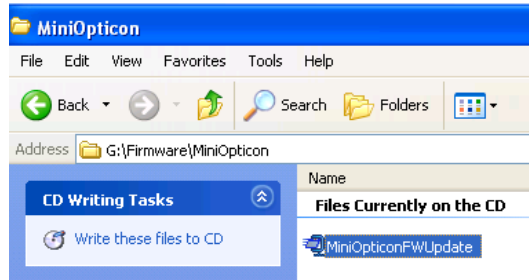 MiniOpticon
File Edit View Favorites Tools Help
Back Search Folders
Address G:\Firmware\MiniOpticon
Name
CD Writing Tasks
Files Currently on the CD
Write these files to CD
MiniOpticonFWUpdate